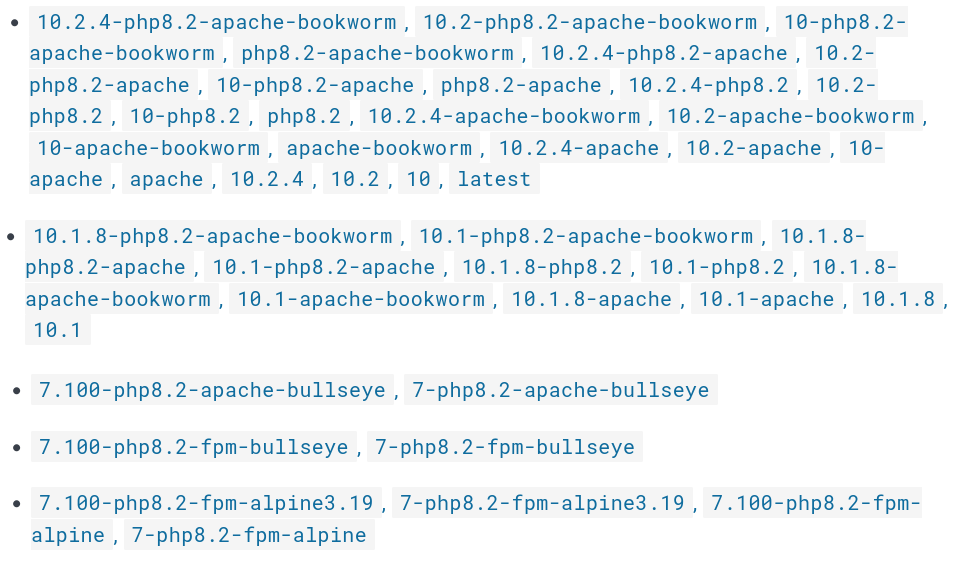 10.2.4-php8.2-apache-bookworm, 10.2-php8.2-apache-bookworm, 10-php8.2-
apache-bookworm, php8.2-apache-bookworm, 10.2.4-php8.2-apache, 10.2-
php8.2-apache, 10-php8.2-apache, php8.2-apache, 10.2.4-php8.2, 10.2-
php8.2, 10-php8.2, php8.2, 10.2.4-apache-bookworm, 10.2-apache-bookworm,
10-apache-bookworm, apache-bookworm, 10.2.4-apache, 10.2-apache, 10-
apache, apache, 10.2.4, 10.2, 10, latest
10.1.8-php8.2-apache-bookworm, 10.1-php8.2-apache-bookworm, 10.1.8-
php8.2-apache, 10.1-php8.2-apache, 10.1.8-php8.2, 10.1-php8.2, 10.1.8-
apache-bookworm, 10.1-apache-bookworm, 10.1.8-apache, 10.1-apache, 10.1.8,
10.1
7.100-php8.2-apache-bullseye, 7-php8.2-apache-bullseye
7.100-php8.2-fpm-bullseye, 7-php8.2-fpm-bullseye
7.100-php8.2-fpm-alpine3.19, 7-php8.2-fpm-alpine3.19, 7.100-php8.2-fpm-
alpine, 7-php8.2-fpm-alpine